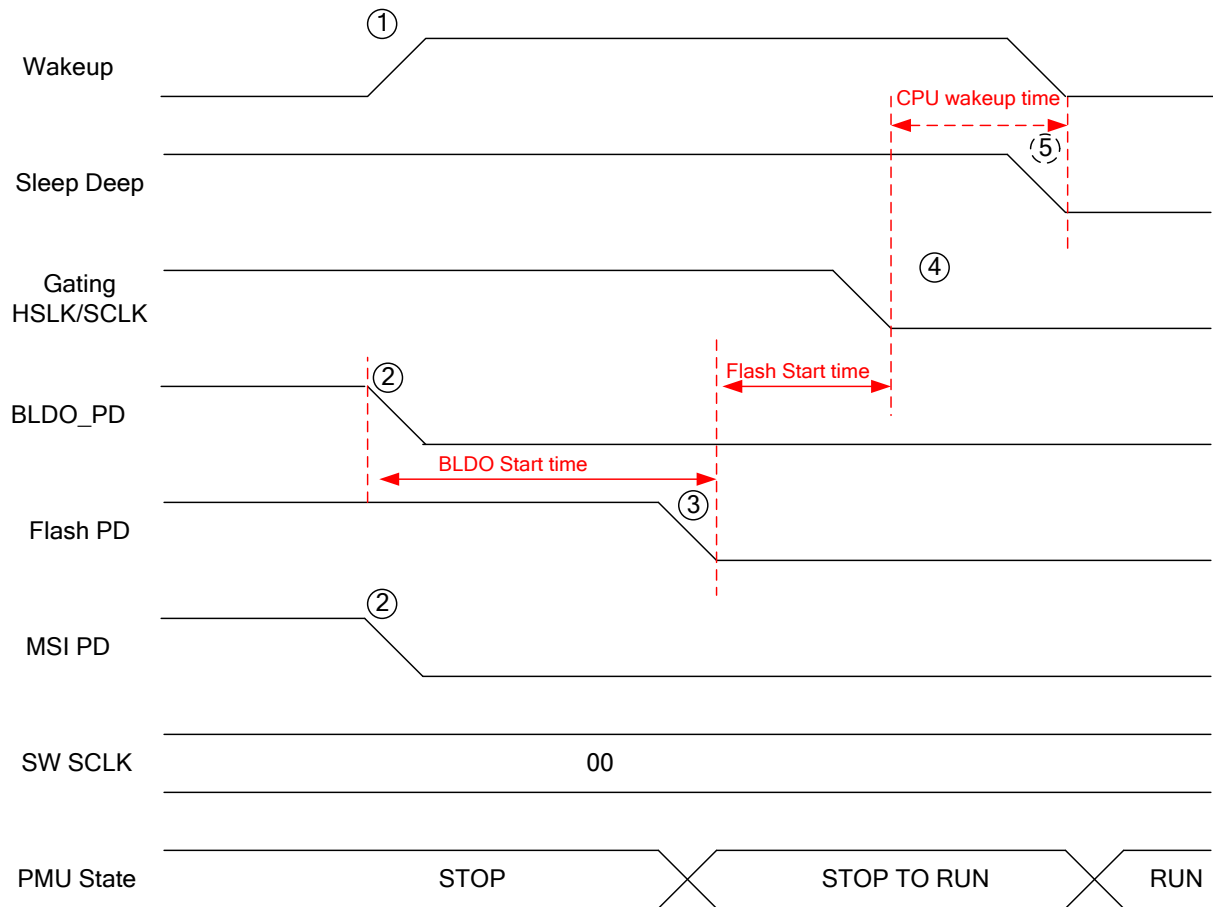 ①
Wakeup
CPU wakeup time
⑤
Sleep Deep
④
Gating
HSLK/SCLK
Flash Start time
②
BLDO_PD
BLDO Start time
③
Flash PD
②
MSI PD
SW SCLK
00
PMU State
STOP
STOP TO RUN
RUN